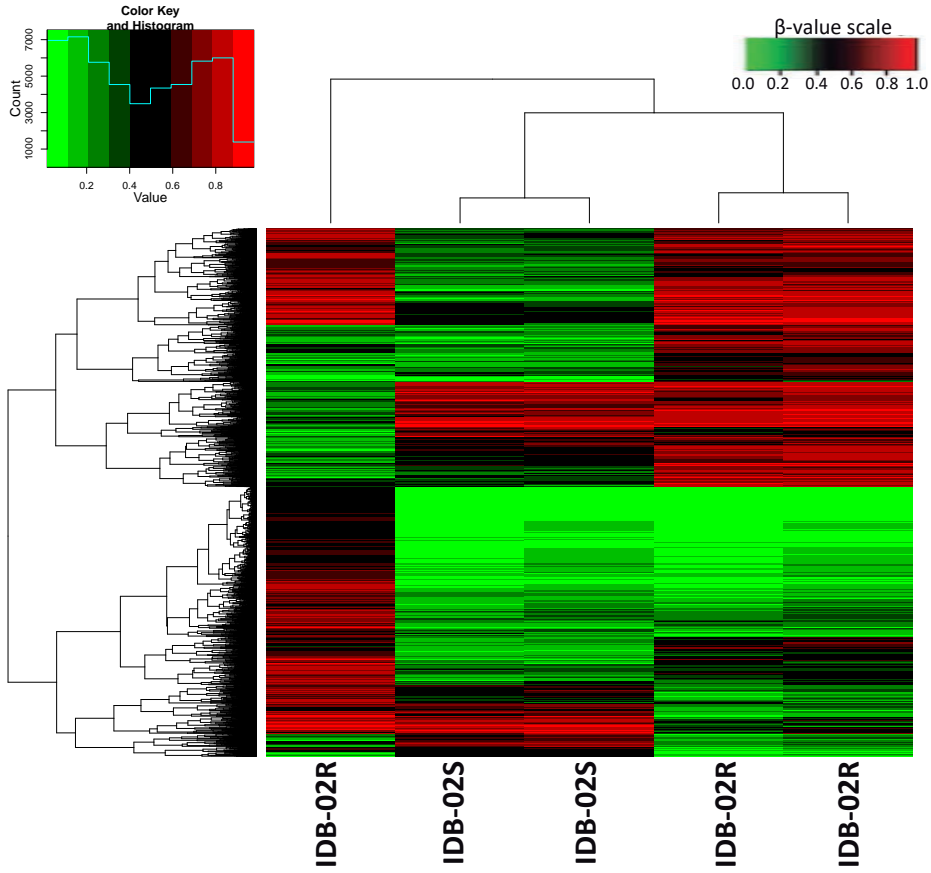 Color Key
and Histogram
Count
1000
3000
5000
7000
0.2 0.4 0.6 0.8
Value
β-value scale
0.0 0.2 0.4 0.6 0.8 1.0
IDB-02R
IDB-02S
IDB-02S
IDB-02R
IDB-02R